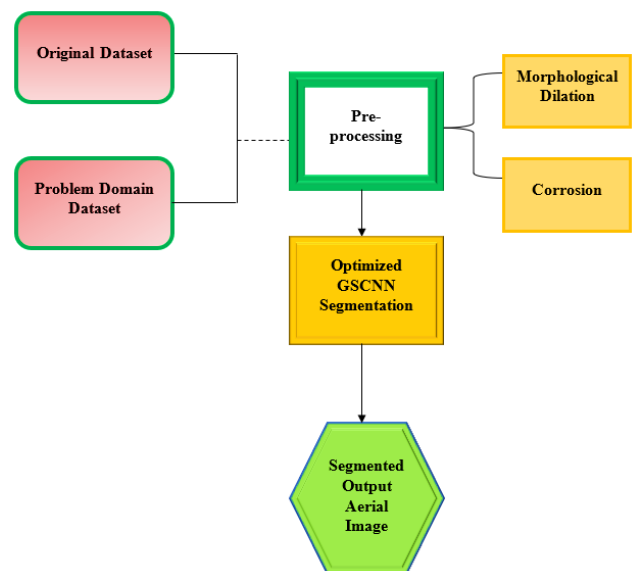 Original Dataset
Problem Domain
Dataset
Pre-
processing
Morphological
Dilation
Corrosion
Optimized
GSCNN
Segmentation
Segmented
Output
Aerial
Image